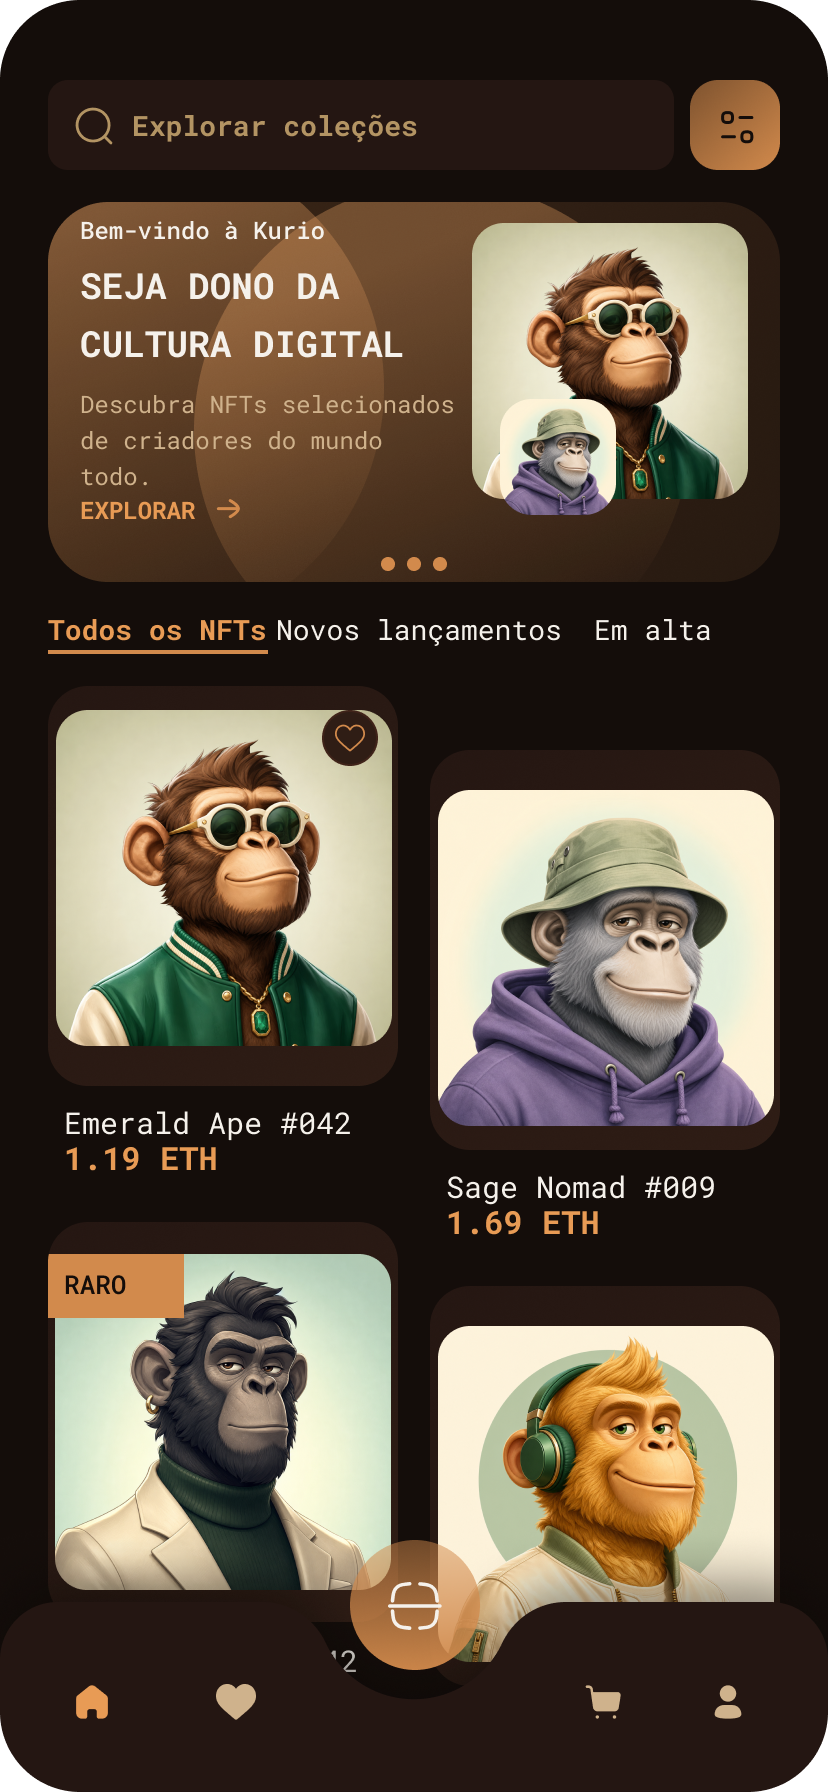 Explorar coleções
Bem-vindo à Kurio
SEJA DONO DA
CULTURA DIGITAL
Descubra NFTs selecionados
de criadores do mundo
todo.
EXPLORAR
Todos os NFTs
Novos lançamentos
Em alta
Emerald Ape #042
1.19 ETH
Sage Nomad #009
1.69 ETH
RARO